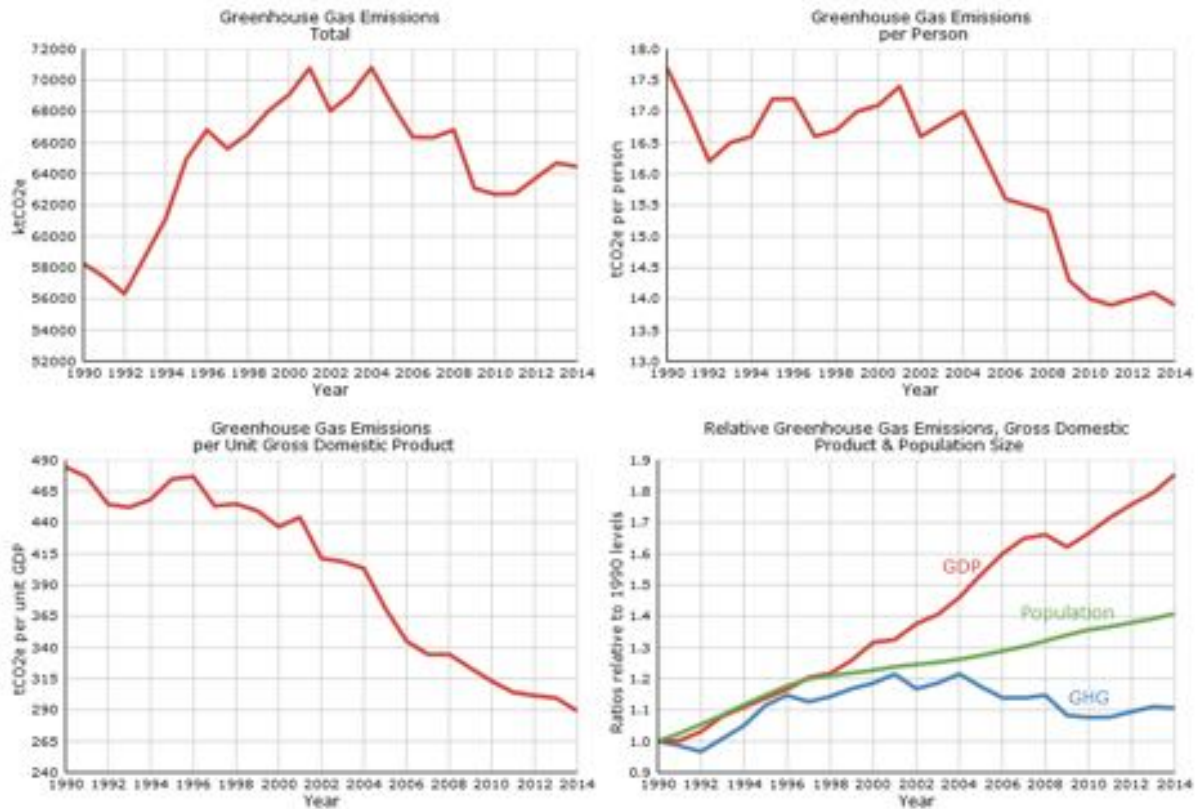 Greenhouse Gas Emissions
Total
72000
70000
68000
66000
64000
62000
60000
58000
56000
54000
52000
ktCO2e
1990 1992 1994 1996 1998 2000 2002 2004 2006 2008 2010 2012 2014
Year
Greenhouse Gas Emissions
per Person
18.0
17.5
17.0
16.5
16.0
15.5
15.0
14.5
14.0
13.5
13.0
tCO2e per person
1990 1992 1994 1996 1998 2000 2002 2004 2006 2008 2010 2012 2014
Year
Greenhouse Gas Emissions
per Unit Gross Domestic Product
490
465
440
415
390
365
340
315
290
265
240
tCO2e per unit GDP
1990 1992 1994 1996 1998 2000 2002 2004 2006 2008 2010 2012 2014
Year
Relative Greenhouse Gas Emissions, Gross Domestic
Product & Population Size
1.9
1.8
1.7
1.6
1.5
1.4
1.3
1.2
1.1
1.0
0.9
Ratios relative to 1990 levels
GDP
Population
GHG
1990 1992 1994 1996 1998 2000 2002 2004 2006 2008 2010 2012 2014
Year